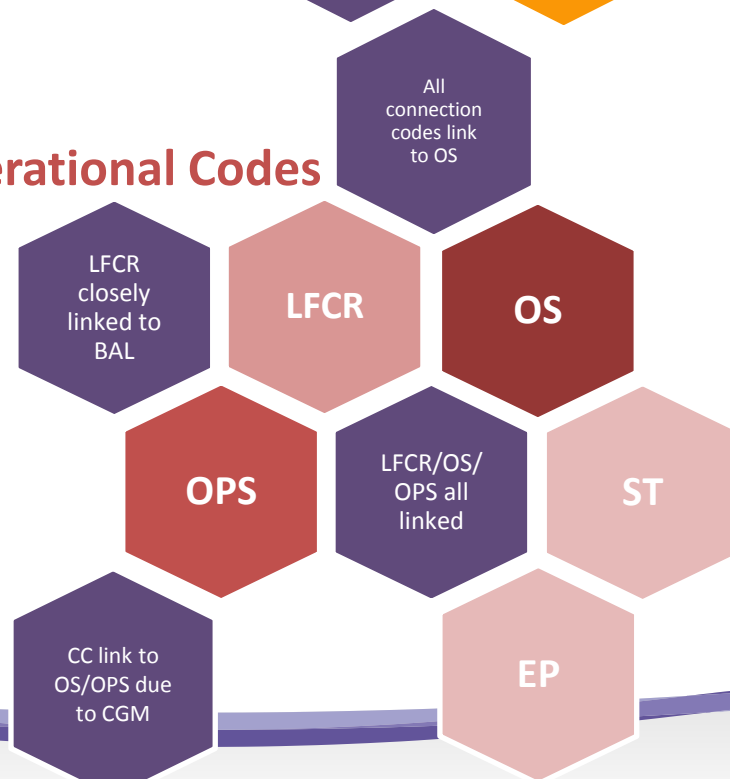 All
connection
codes link
to OS
erational Codes
LFCR
closely
linked to
BAL
LFCR
OS
OPS
LFCR/OS/
OPS all
linked
ST
CC link to
OS/OPS due
to CGM
EP